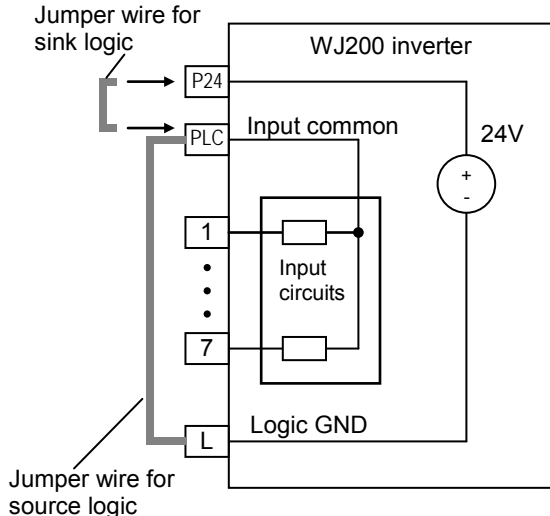 Jumper wire for
sink logic
WJ200 inverter
P24
PLC
Input common
24V
+
-
1
Input
circuits
7
L
Logic GND
Jumper wire for
source logic